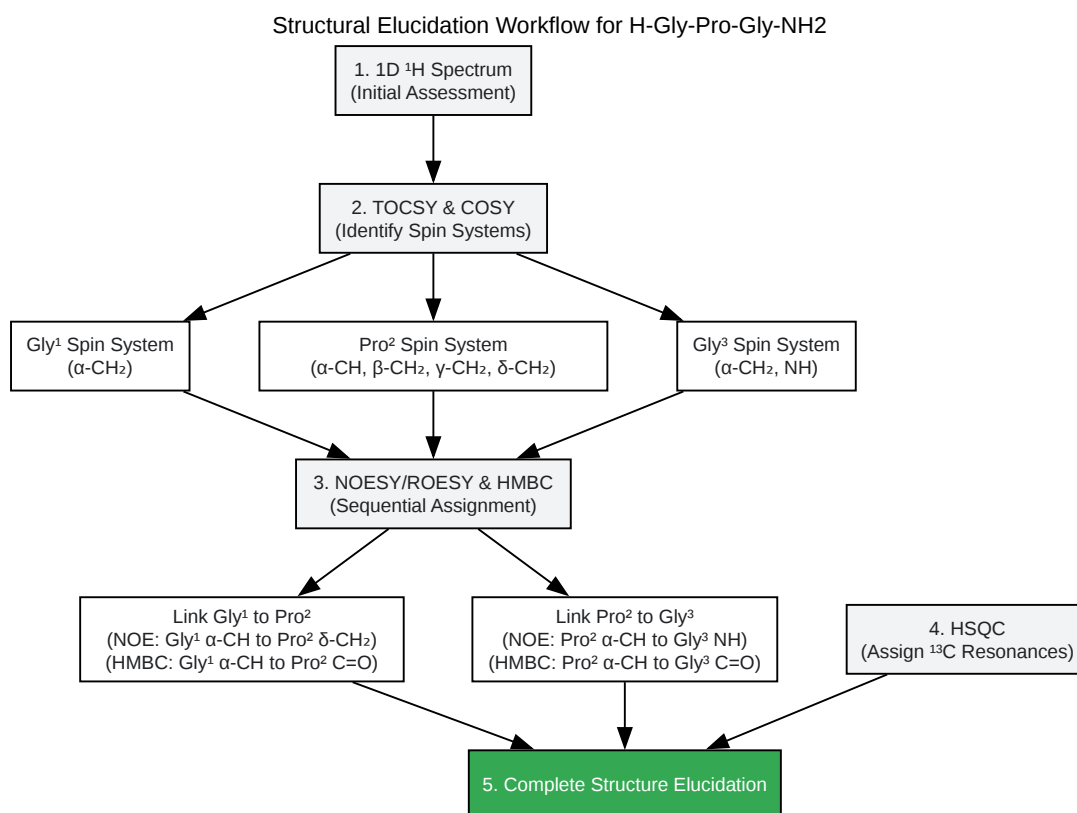 Structural Elucidation Workflow for H-Gly-Pro-Gly-NH2
1. 1D ¹H Spectrum
(Initial Assessment)
2. TOCSY & COSY
(Identify Spin Systems)
Gly¹ Spin System
(α-CH₂)
Pro² Spin System
(α-CH, β-CH₂, γ-CH₂, δ-CH₂)
Gly³ Spin System
(α-CH₂, NH)
3. NOESY/ROESY & HMBC
(Sequential Assignment)
Link Gly¹ to Pro²
(NOE: Gly¹ α-CH to Pro² δ-CH₂)
(HMBC: Gly¹ α-CH to Pro² C=O)
Link Pro² to Gly³
(NOE: Pro² α-CH to Gly³ NH)
(HMBC: Pro² α-CH to Gly³ C=O)
4. HSQC
(Assign ¹³C Resonances)
5. Complete Structure Elucidation